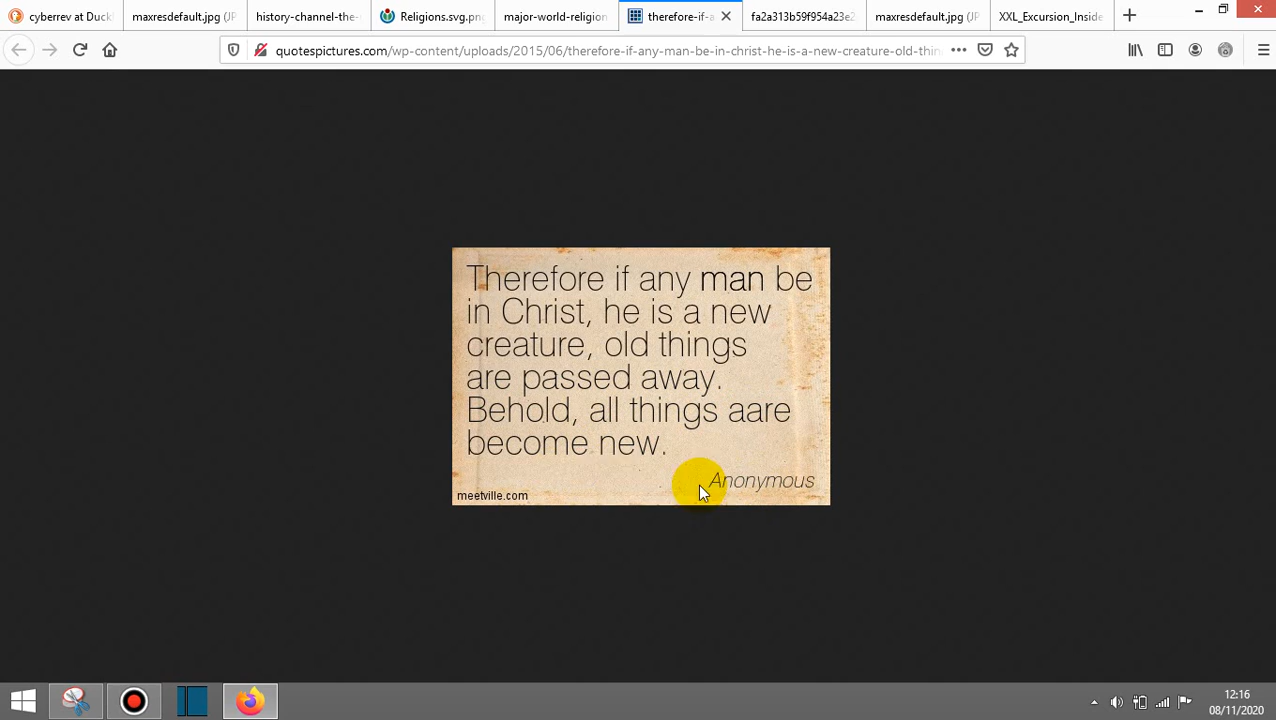 cyberrev at Duck
maxresdefault.jpg (JP
history-channel-the-
Religions.svg.png
major-world-religion
therefore-if-a
fa2a313b59f934a23e2
maxresdefault.jpg (JP
XXL_Excursion_Inside
quotespictures.com/wp-content/uploads/2015/06/therefore-if-any-man-be-in-christ-he-is-a-new-creature-old-thin
Therefore if any man be
in Christ, he is a new
creature, old things
are passed away.
Behold, all things aare
become new.
Anonymous
meetville.com
12:16
08/11/2020